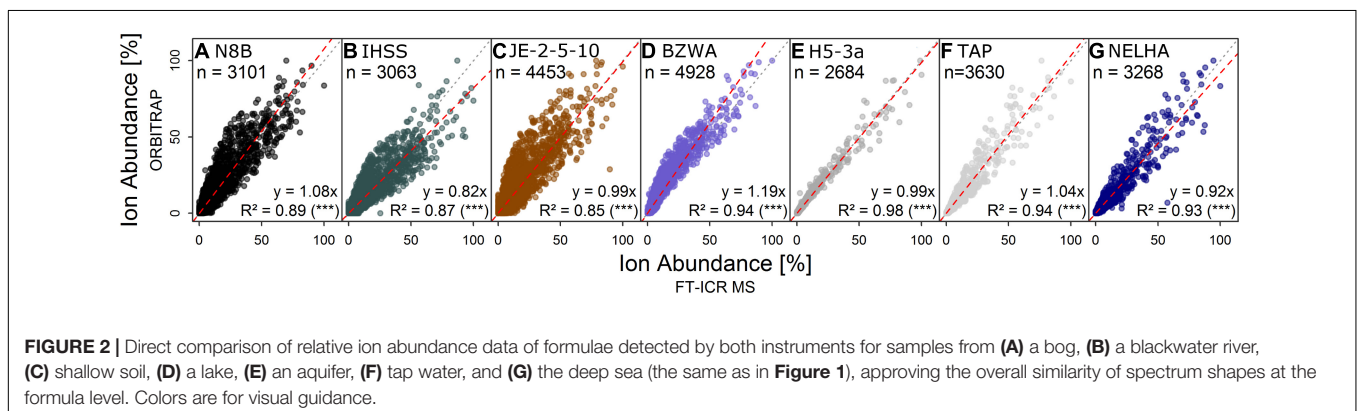 Ion Abundance [%]
ORBITRAP
100
50
0
A N8B
n = 3101
y = 1.08x
R² = 0.89 (***)
B IHSS
n = 3063
y = 0.82x
R² = 0.87 (***)
C JE-2-5-10
n = 4453
y = 0.99x
R² = 0.85 (***)
D BZWA
n = 4928
y = 1.19x
R² = 0.94 (***)
E H5-3a
n = 2684
y = 0.99x
R² = 0.98 (***)
F TAP
n=3630
y = 1.04x
R² = 0.94 (***)
G NELHA
n = 3268
y = 0.92x
R² = 0.93 (***)
0 50 100 0 50 100 0 50 100 0 50 100 0 50 100 0 50 100 0 50 100
Ion Abundance [%]
FT-ICR MS
FIGURE 2 | Direct comparison of relative ion abundance data of formulae detected by both instruments for samples from (A) a bog, (B) a blackwater river,
(C) shallow soil, (D) a lake, (E) an aquifer, (F) tap water, and (G) the deep sea (the same as in Figure 1), approving the overall similarity of spectrum shapes at the
formula level. Colors are for visual guidance.